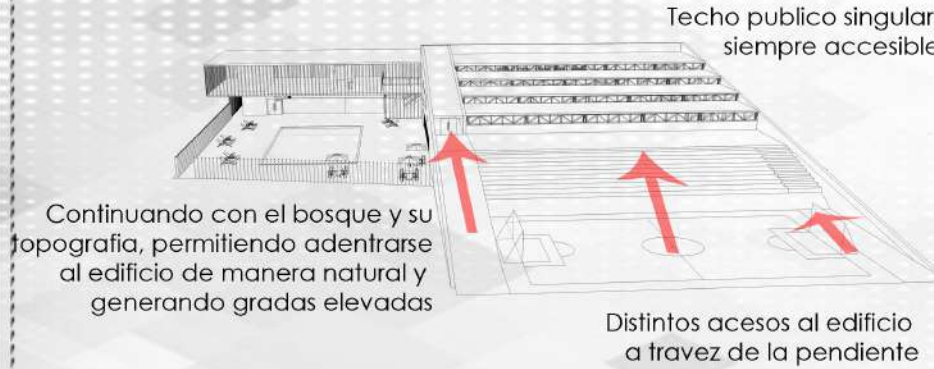 Techo publico singular
siempre accesible
Continuando con el bosque y su
topografia, permitiendo adentrarse
al edificio de manera natural y
generando gradas elevadas
Distintos acesos al edificio
a travez de la pendiente